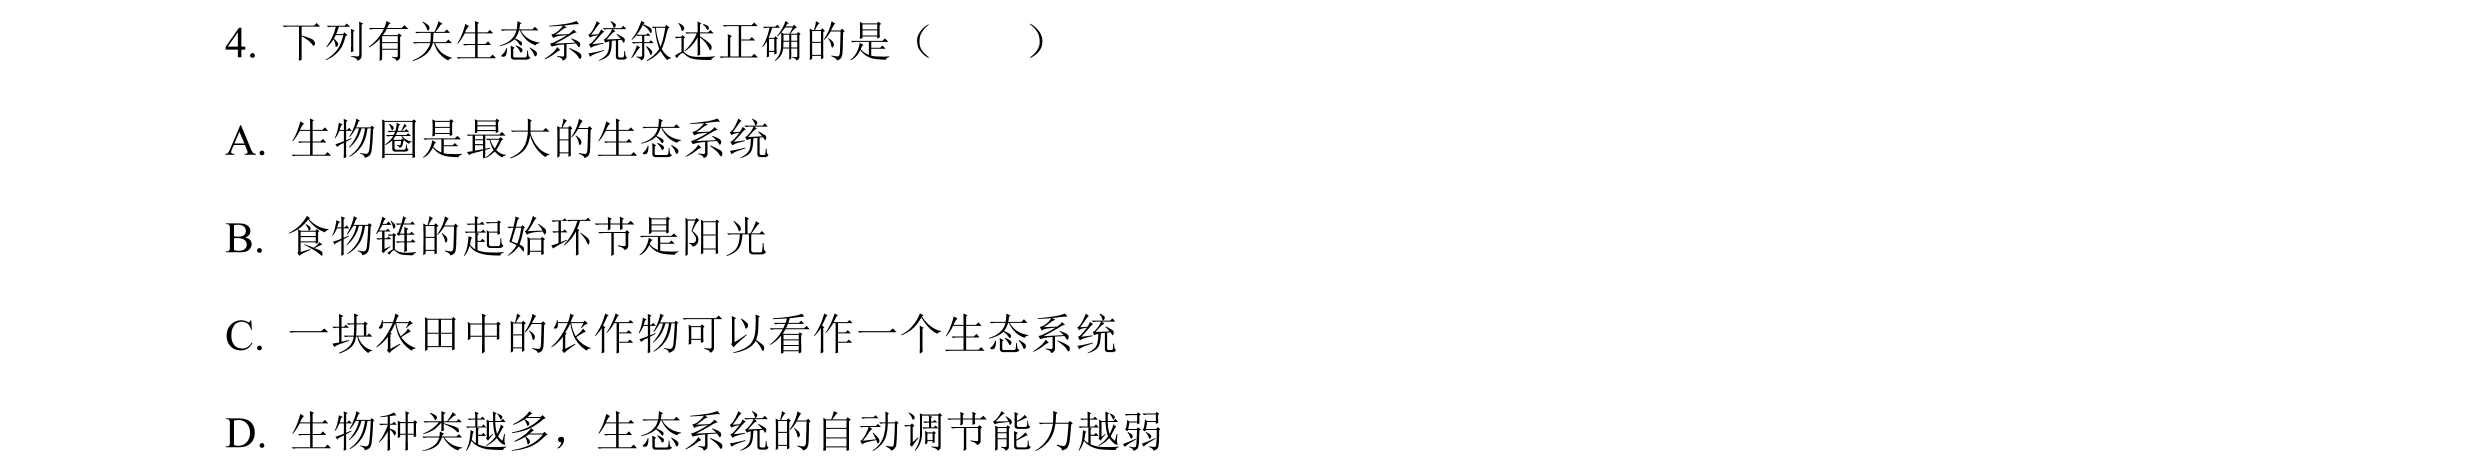 4. 下列有关生态系统叙述正确的是（　　）
A. 生物圈是最大的生态系统
B. 食物链的起始环节是阳光
C. 一块农田中的农作物可以看作一个生态系统
D. 生物种类越多，生态系统的自动调节能力越弱